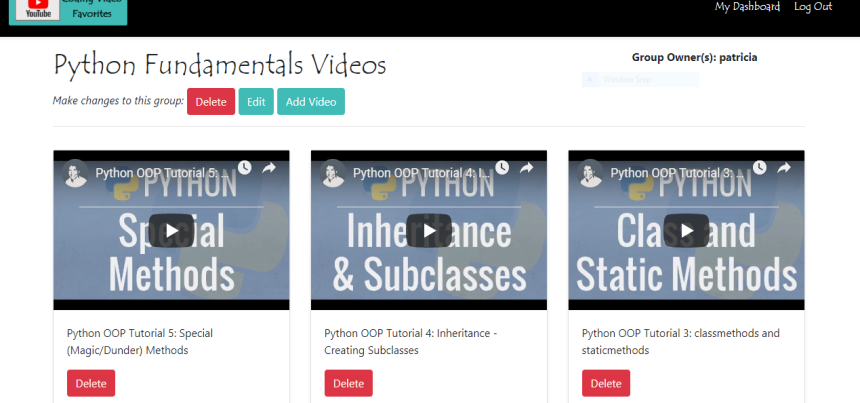 Coding Video
YouTube
Favorites
My Dashboard
Log Out
Python Fundamentals Videos
Group Owner(s): patricia
Window Snip
Make changes to this group:
Delete
Edit
Add Video
Python OOP Tutorial 5: ...
PYTHON
Special
Methods
Python OOP Tutorial 4: I...
PYTHON
Inheritance
& Subclasses
Python OOP Tutorial 3: ...
PYTHON
Class and
Static Methods
Python OOP Tutorial 5: Special
(Magic/Dunder) Methods
Delete
Python OOP Tutorial 4: Inheritance -
Creating Subclasses
Delete
Python OOP Tutorial 3: classmethods and
staticmethods
Delete